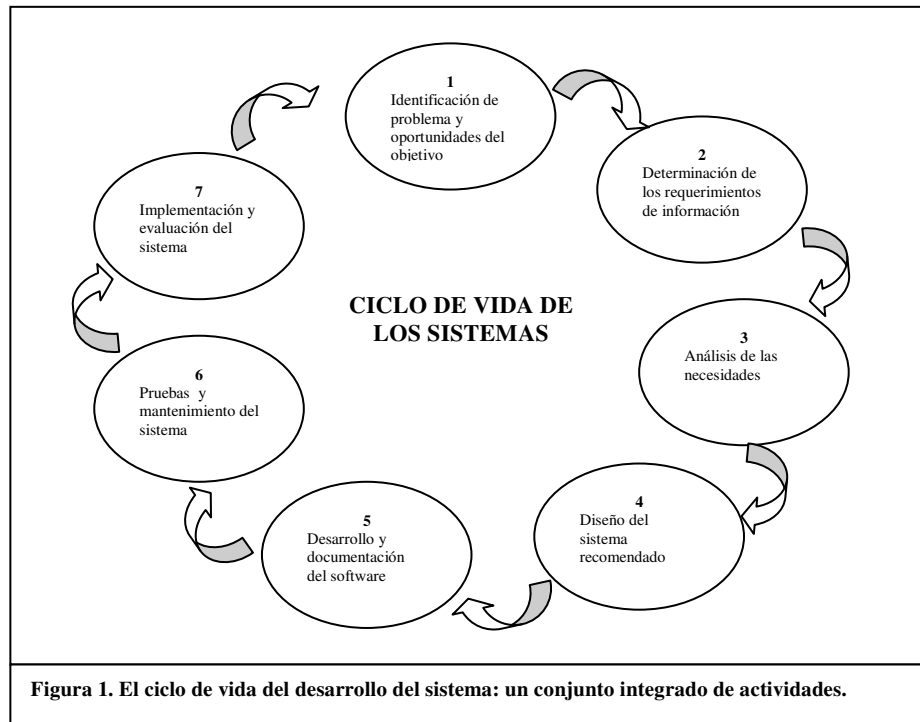 1
Identificación de
problema y
oportunidades del
objetivo
2
Determinación de
los requerimientos
de información
3
Análisis de las
necesidades
4
Diseño del
sistema
recomendado
5
Desarrollo y
documentación
del software
6
Pruebas y
mantenimiento del
sistema
7
Implementación y
evaluación del
sistema
CICLO DE VIDA DE
LOS SISTEMAS
Figura 1. El ciclo de vida del desarrollo del sistema: un conjunto integrado de actividades.